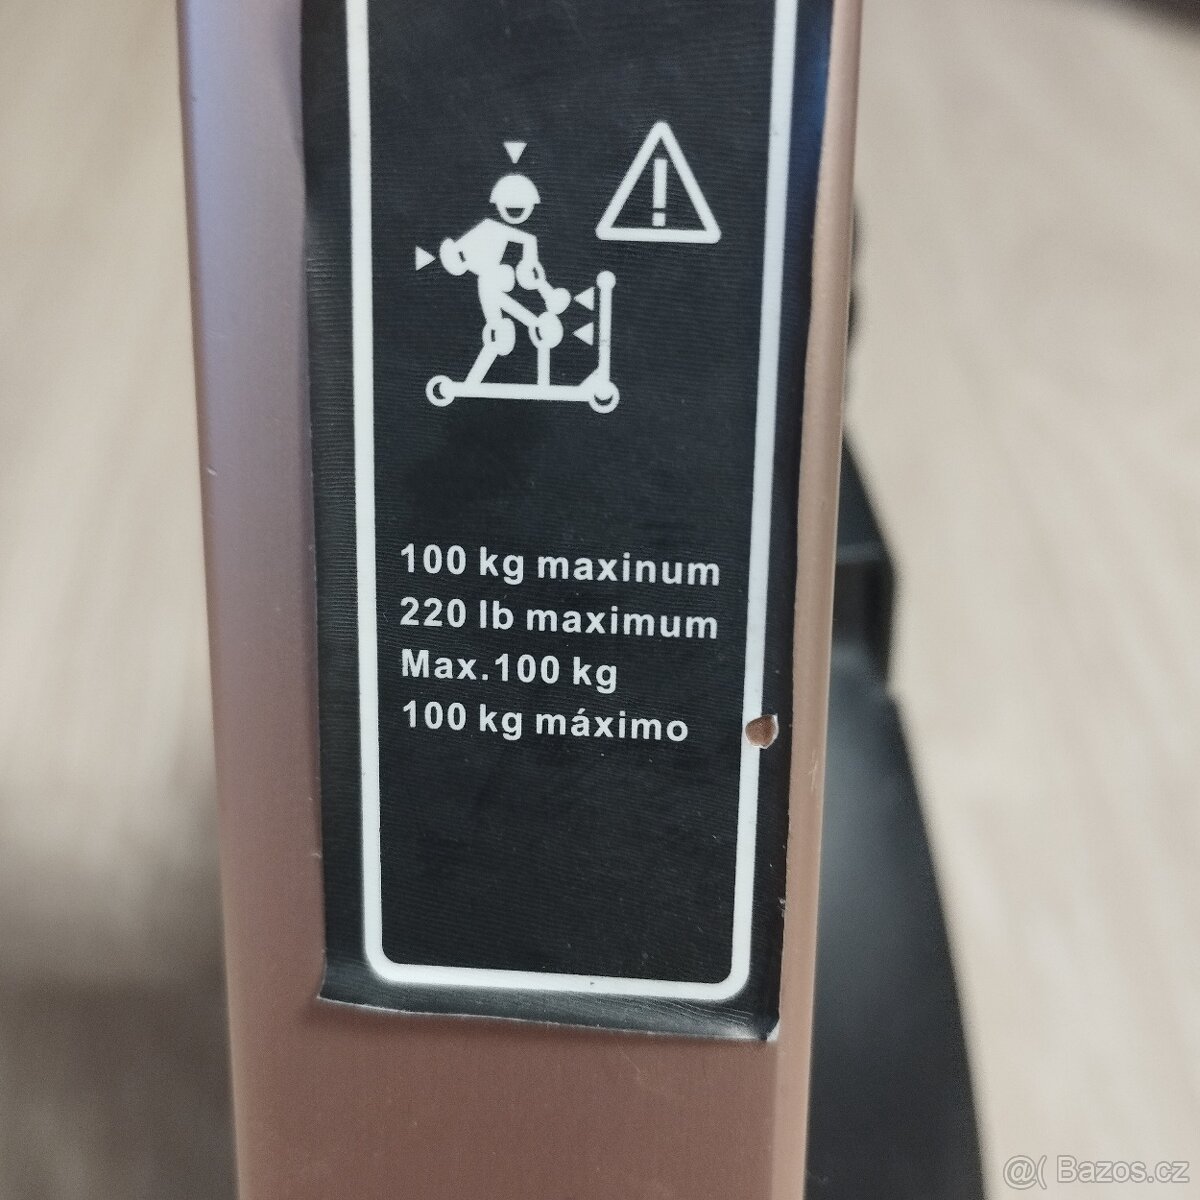 100 kg maxinum
220 lb maximum
Max.100 kg
100 kg máximo
@( Bazos.cz